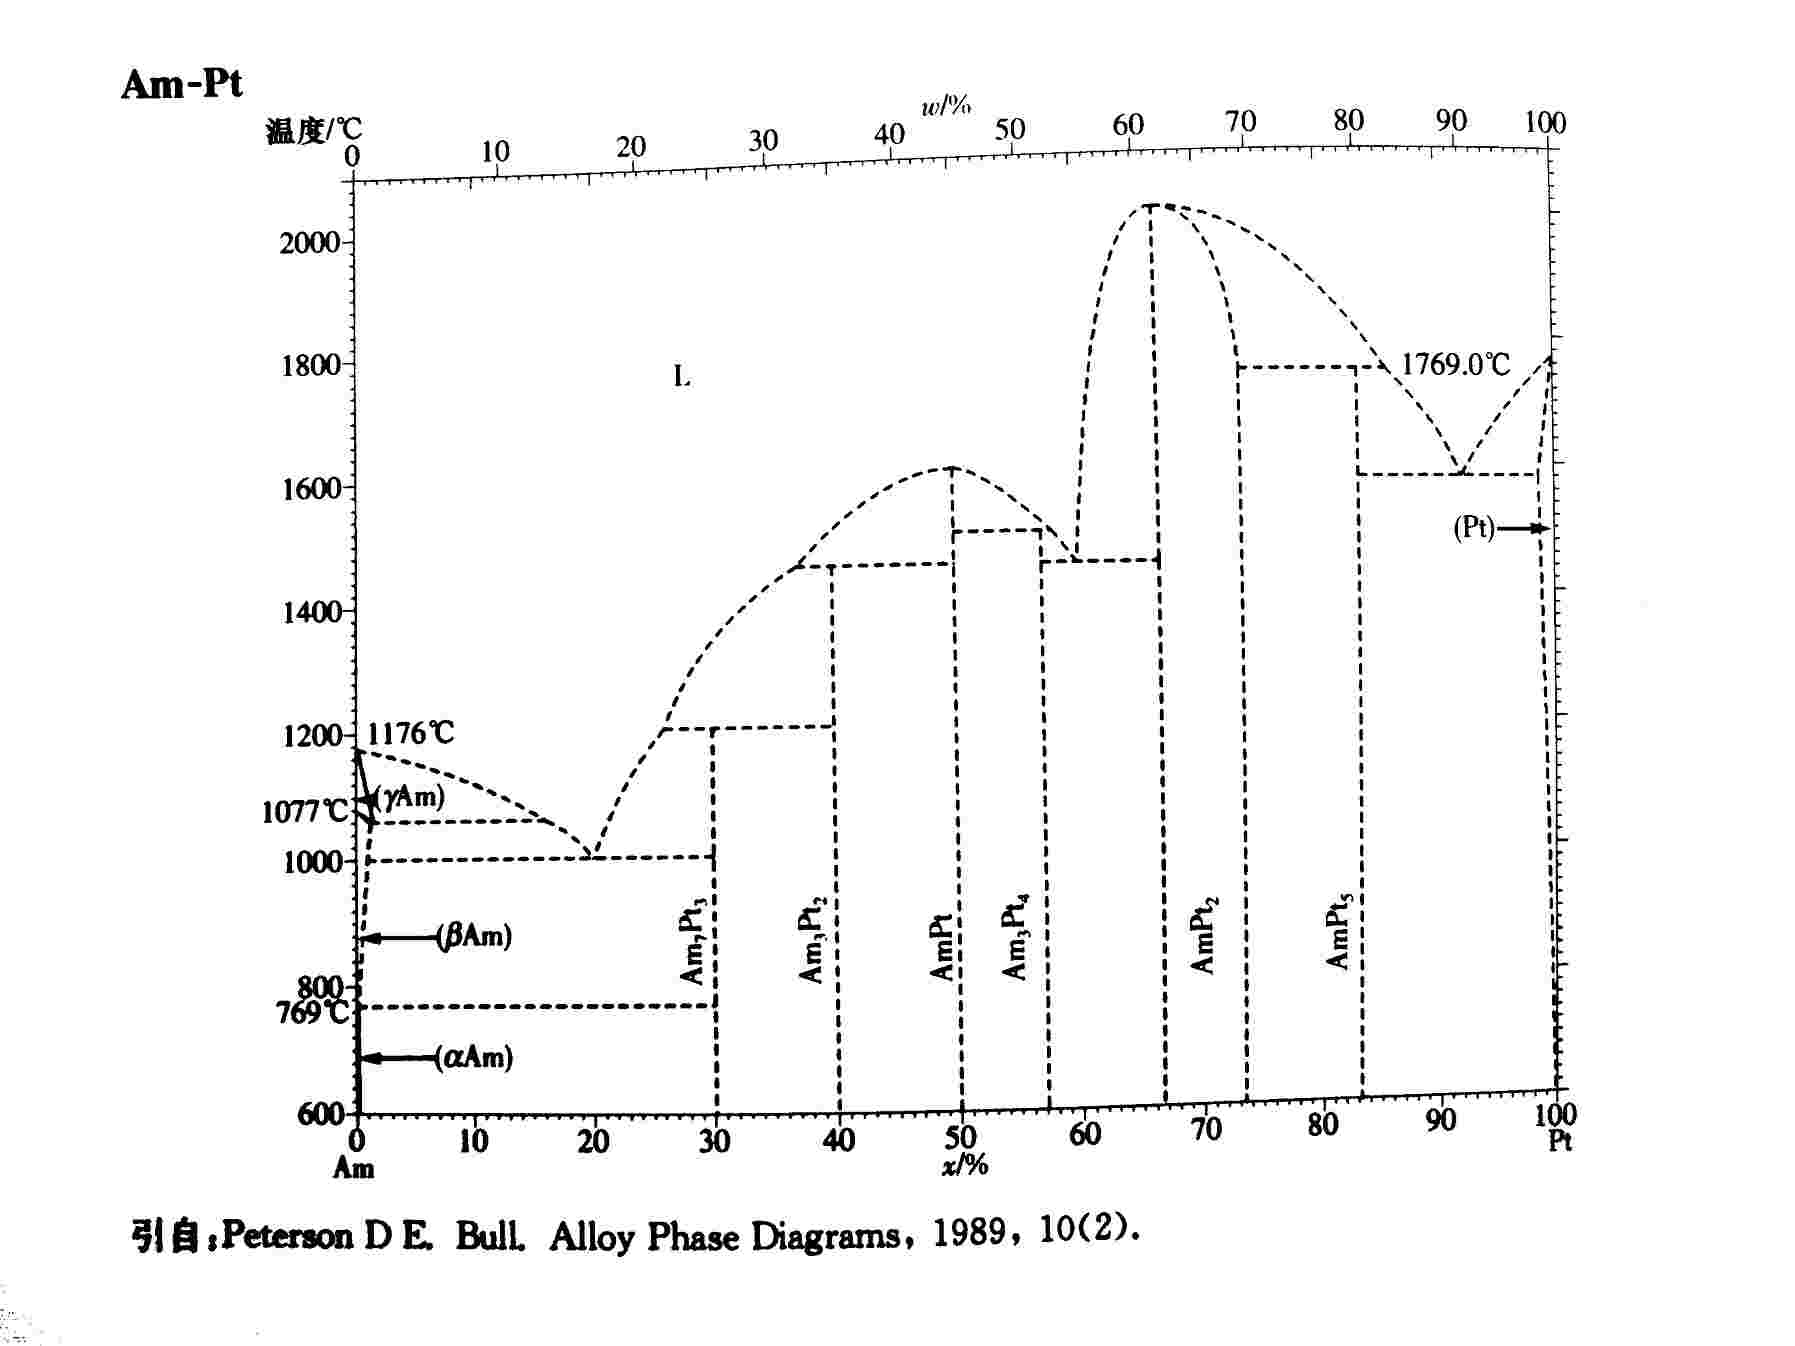 Am-Pt
w/%
温度/℃
0 10 20 30 40 50 60 70 80 90 100
2000
1800
L
1769.0℃
1600
(Pt)
1400
1200
1176℃
(γAm)
1077℃
1000
(βAm)
Am₇Pt₃
Am₃Pt₂
AmPt
Am₃Pt₄
AmPt₂
AmPt₅
800
769℃
(αAm)
600
0 10 20 30 40 50 60 70 80 90 100
Am
x/%
Pt
引自:Peterson D E. Bull. Alloy Phase Diagrams, 1989, 10(2).